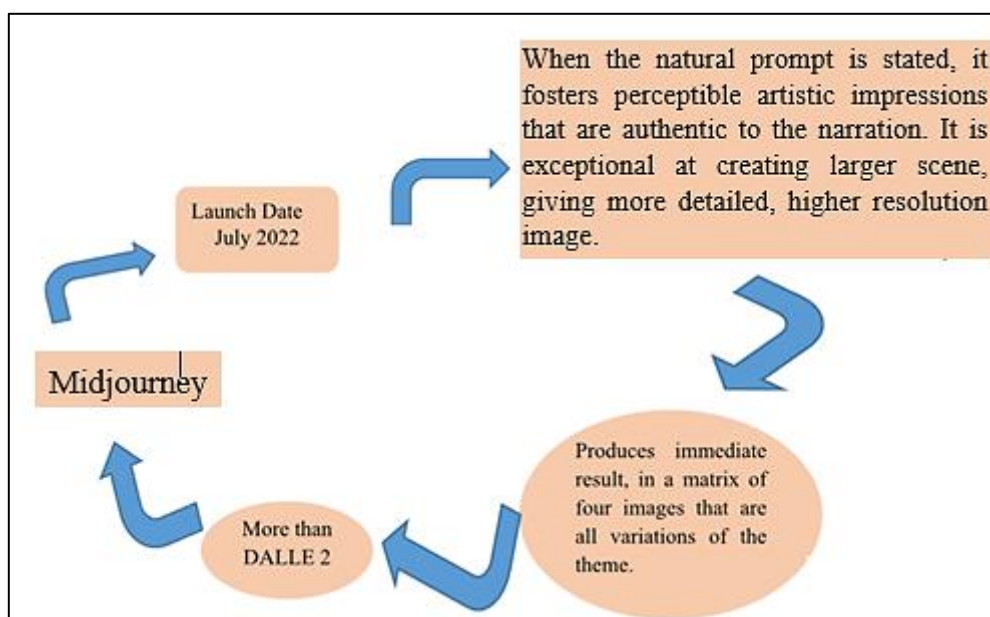 When the natural prompt is stated, it
fosters perceptible artistic impressions
that are authentic to the narration. It is
exceptional at creating larger scene,
giving more detailed, higher resolution
image.
Launch Date
July 2022
Midjourney
Produces immediate
result, in a matrix of
four images that are
all variations of the
theme.
More than
DALLE 2